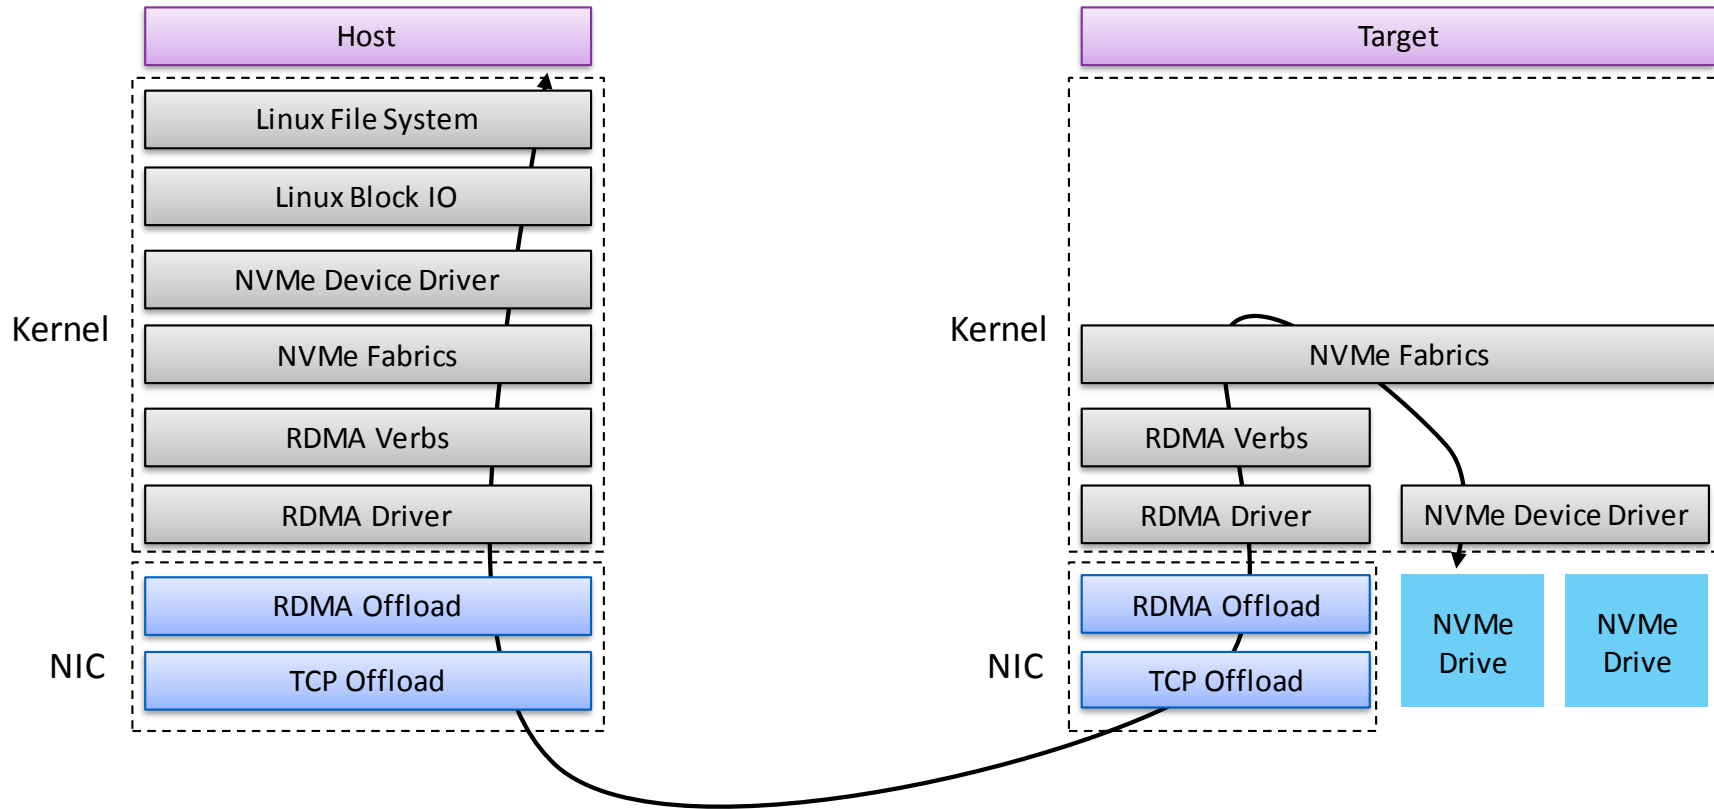 Host
Linux File System
Linux Block IO
NVMe Device Driver
Kernel
NVMe Fabrics
RDMA Verbs
RDMA Driver
RDMA Offload
NIC
TCP Offload
Target
Kernel
NVMe Fabrics
RDMA Verbs
RDMA Driver
NVMe Device Driver
RDMA Offload
NIC
TCP Offload
NVMe
Drive
NVMe
Drive